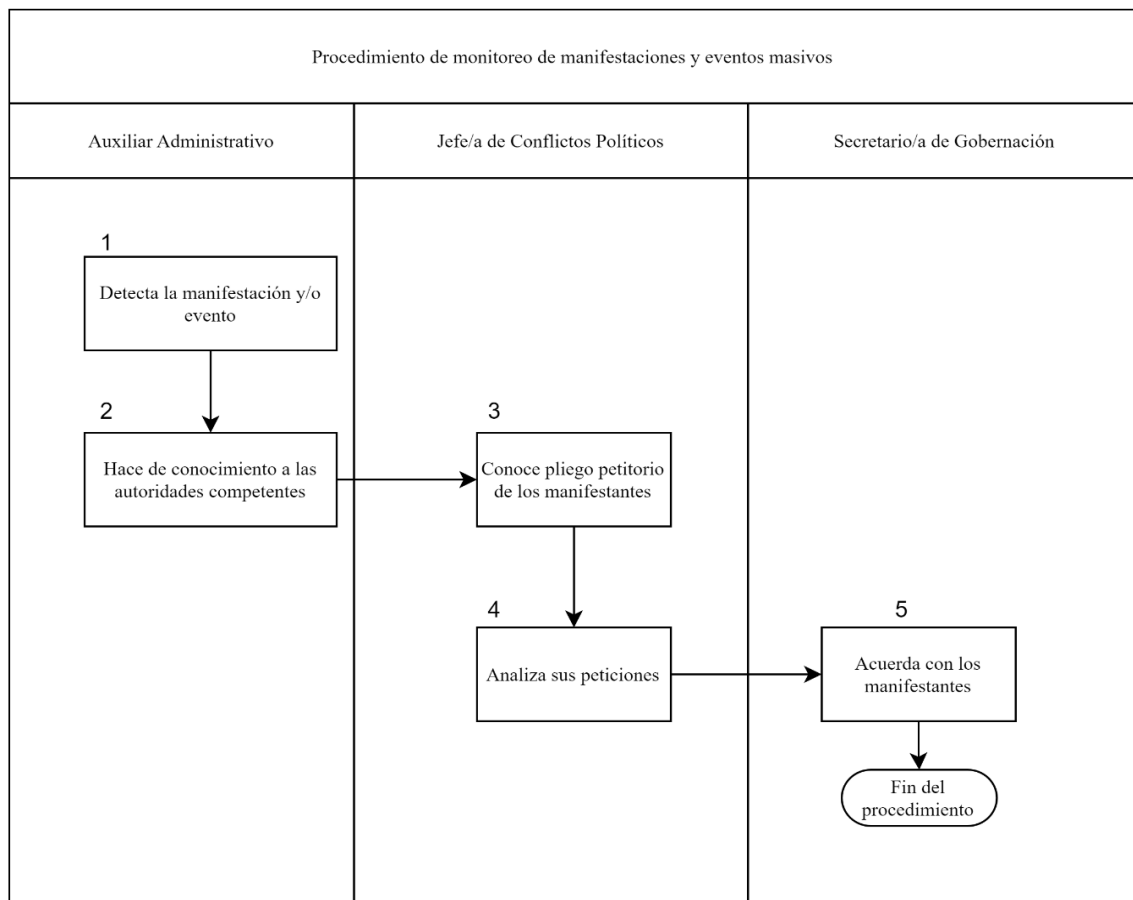 Procedimiento de monitoreo de manifestaciones y eventos masivos
Auxiliar Administrativo
Jefe/a de Conflictos Políticos
Secretario/a de Gobernación
1
Detecta la manifestación y/o
evento
2
Hace de conocimiento a las
autoridades competentes
3
Conoce pliego petitorio
de los manifestantes
4
Analiza sus peticiones
5
Acuerda con los
manifestantes
Fin del
procedimiento